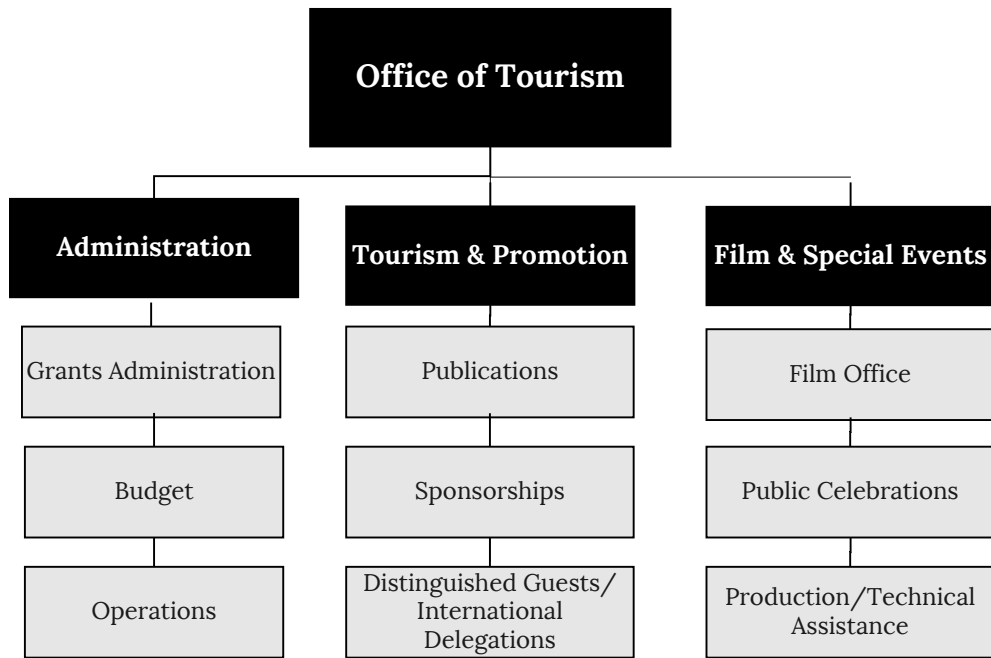 Office of Tourism
Administration
Tourism & Promotion
Film & Special Events
Grants Administration
Publications
Film Office
Budget
Sponsorships
Public Celebrations
Operations
Distinguished Guests/
International
Delegations
Production/Technical
Assistance